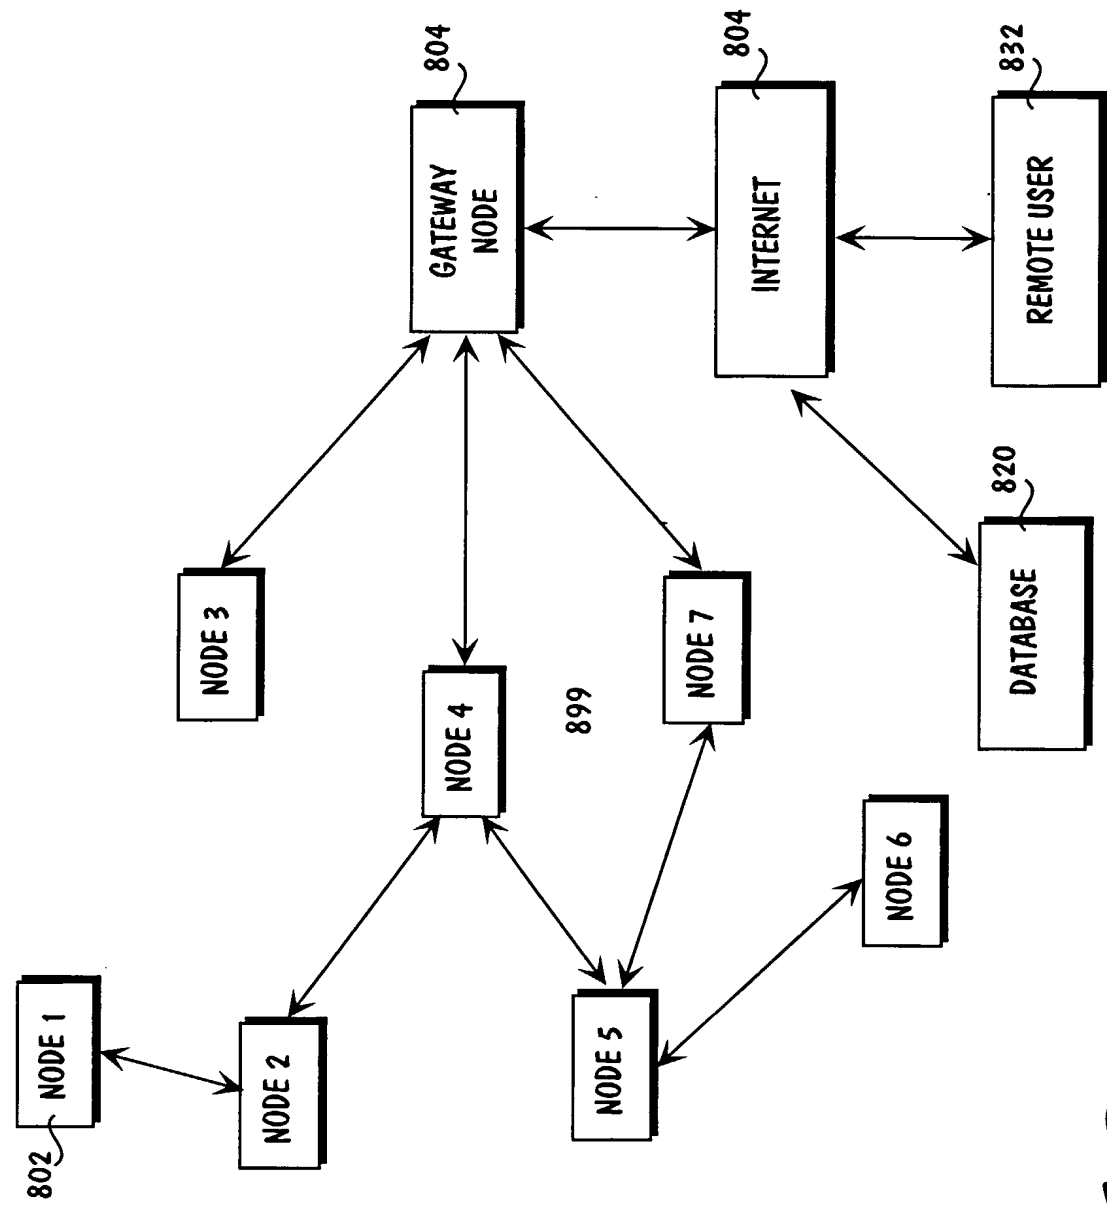 802
NODE 1
NODE 3
NODE 2
804
GATEWAY
NODE
NODE 4
899
NODE 5
NODE 7
804
INTERNET
NODE 6
820
DATABASE
832
REMOTE USER